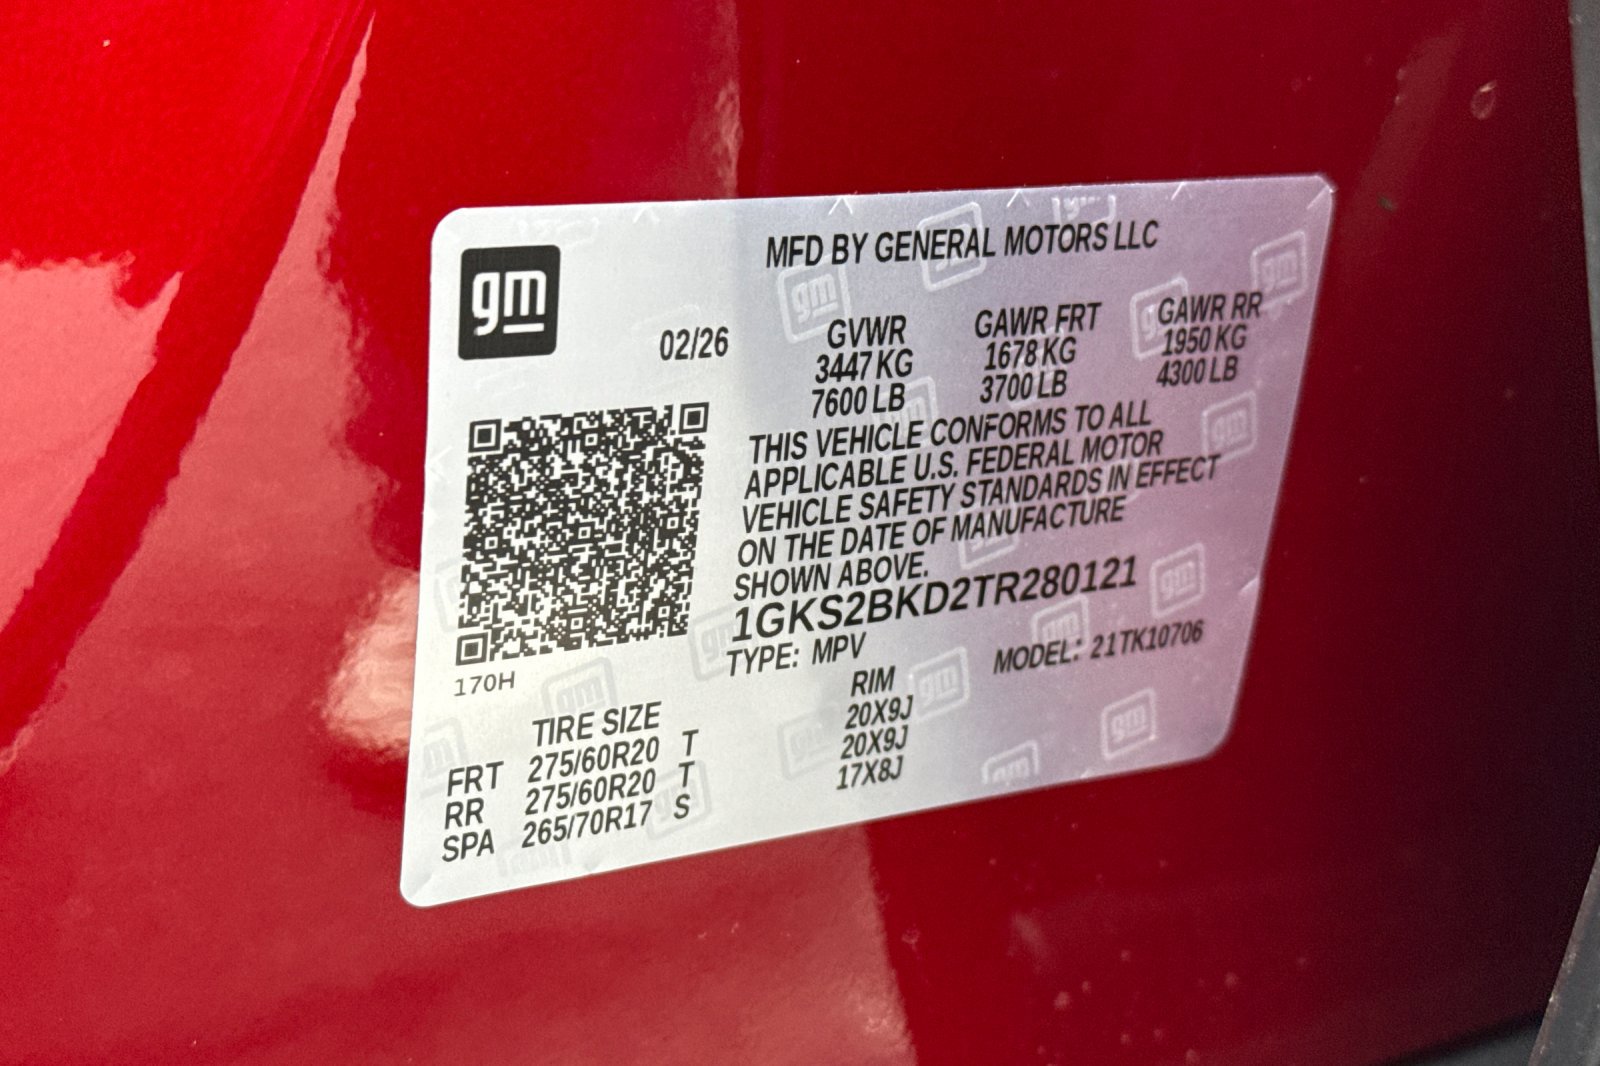 gm
MFD BY GENERAL MOTORS LLC
02/26
GVWR GAWR FRT GAWR RR
3447 KG 1678 KG 1950 KG
7600 LB 3700 LB 4300 LB
THIS VEHICLE CONFORMS TO ALL
APPLICABLE U.S. FEDERAL MOTOR
VEHICLE SAFETY STANDARDS IN EFFECT
ON THE DATE OF MANUFACTURE
SHOWN ABOVE.
1GKS2BKD2TR280121
TYPE: MPV MODEL: 21TK10706
170H
TIRE SIZE RIM
FRT 275/60R20 T 20X9J
RR 275/60R20 T 20X9J
SPA 265/70R17 S 17X8J